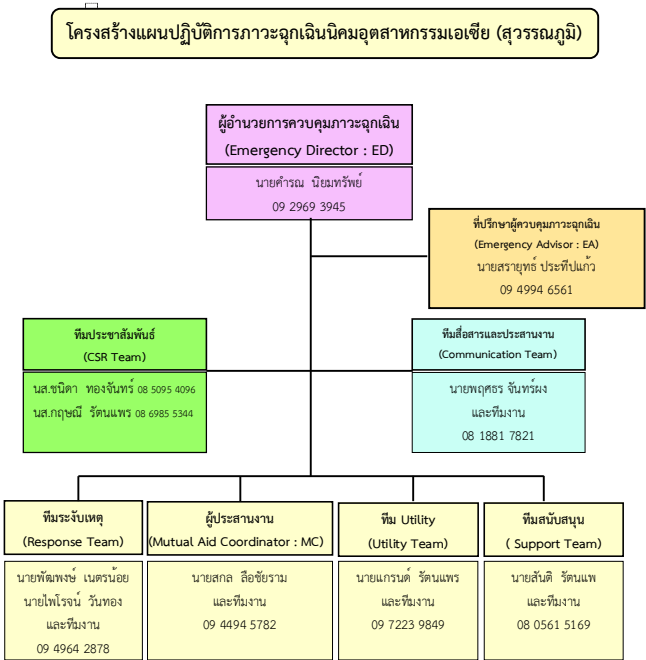 โครงสร้างแผนปฏิบัติการภาวะฉุกเฉินนิคมอุตสาหกรรมเอเซีย (สุวรรณภูมิ)
ผู้อำนวยการควบคุมภาวะฉุกเฉิน
(Emergency Director : ED)
นายคำรณ นิยมทรัพย์
09 2969 3945
ที่ปรึกษาผู้ควบคุมภาวะฉุกเฉิน
(Emergency Advisor : EA)
นายสรายุทธ์ ประทีปแก้ว
09 4994 6561
ทีมประชาสัมพันธ์
(CSR Team)
นส.ชนิดา ทองจันทร์ 08 5095 4096
นส.กฤษณี รัตนแพร 08 6985 5344
ทีมสื่อสารและประสานงาน
(Communication Team)
นายพฤศธร จันทร์ผง
และทีมงาน
08 1881 7821
ทีมระงับเหตุ
(Response Team)
นายพัฒพงษ์ เนตรน้อย
นายไพโรจน์ วันทอง
และทีมงาน
09 4964 2878
ผู้ประสานงาน
(Mutual Aid Coordinator : MC)
นายสกล ลือชัยราม
และทีมงาน
09 4494 5782
ทีม Utility
(Utility Team)
นายแกรนด์ รัตนแพร
และทีมงาน
09 7223 9849
ทีมสนับสนุน
( Support Team)
นายสันติ รัตนแพ
และทีมงาน
08 0561 5169